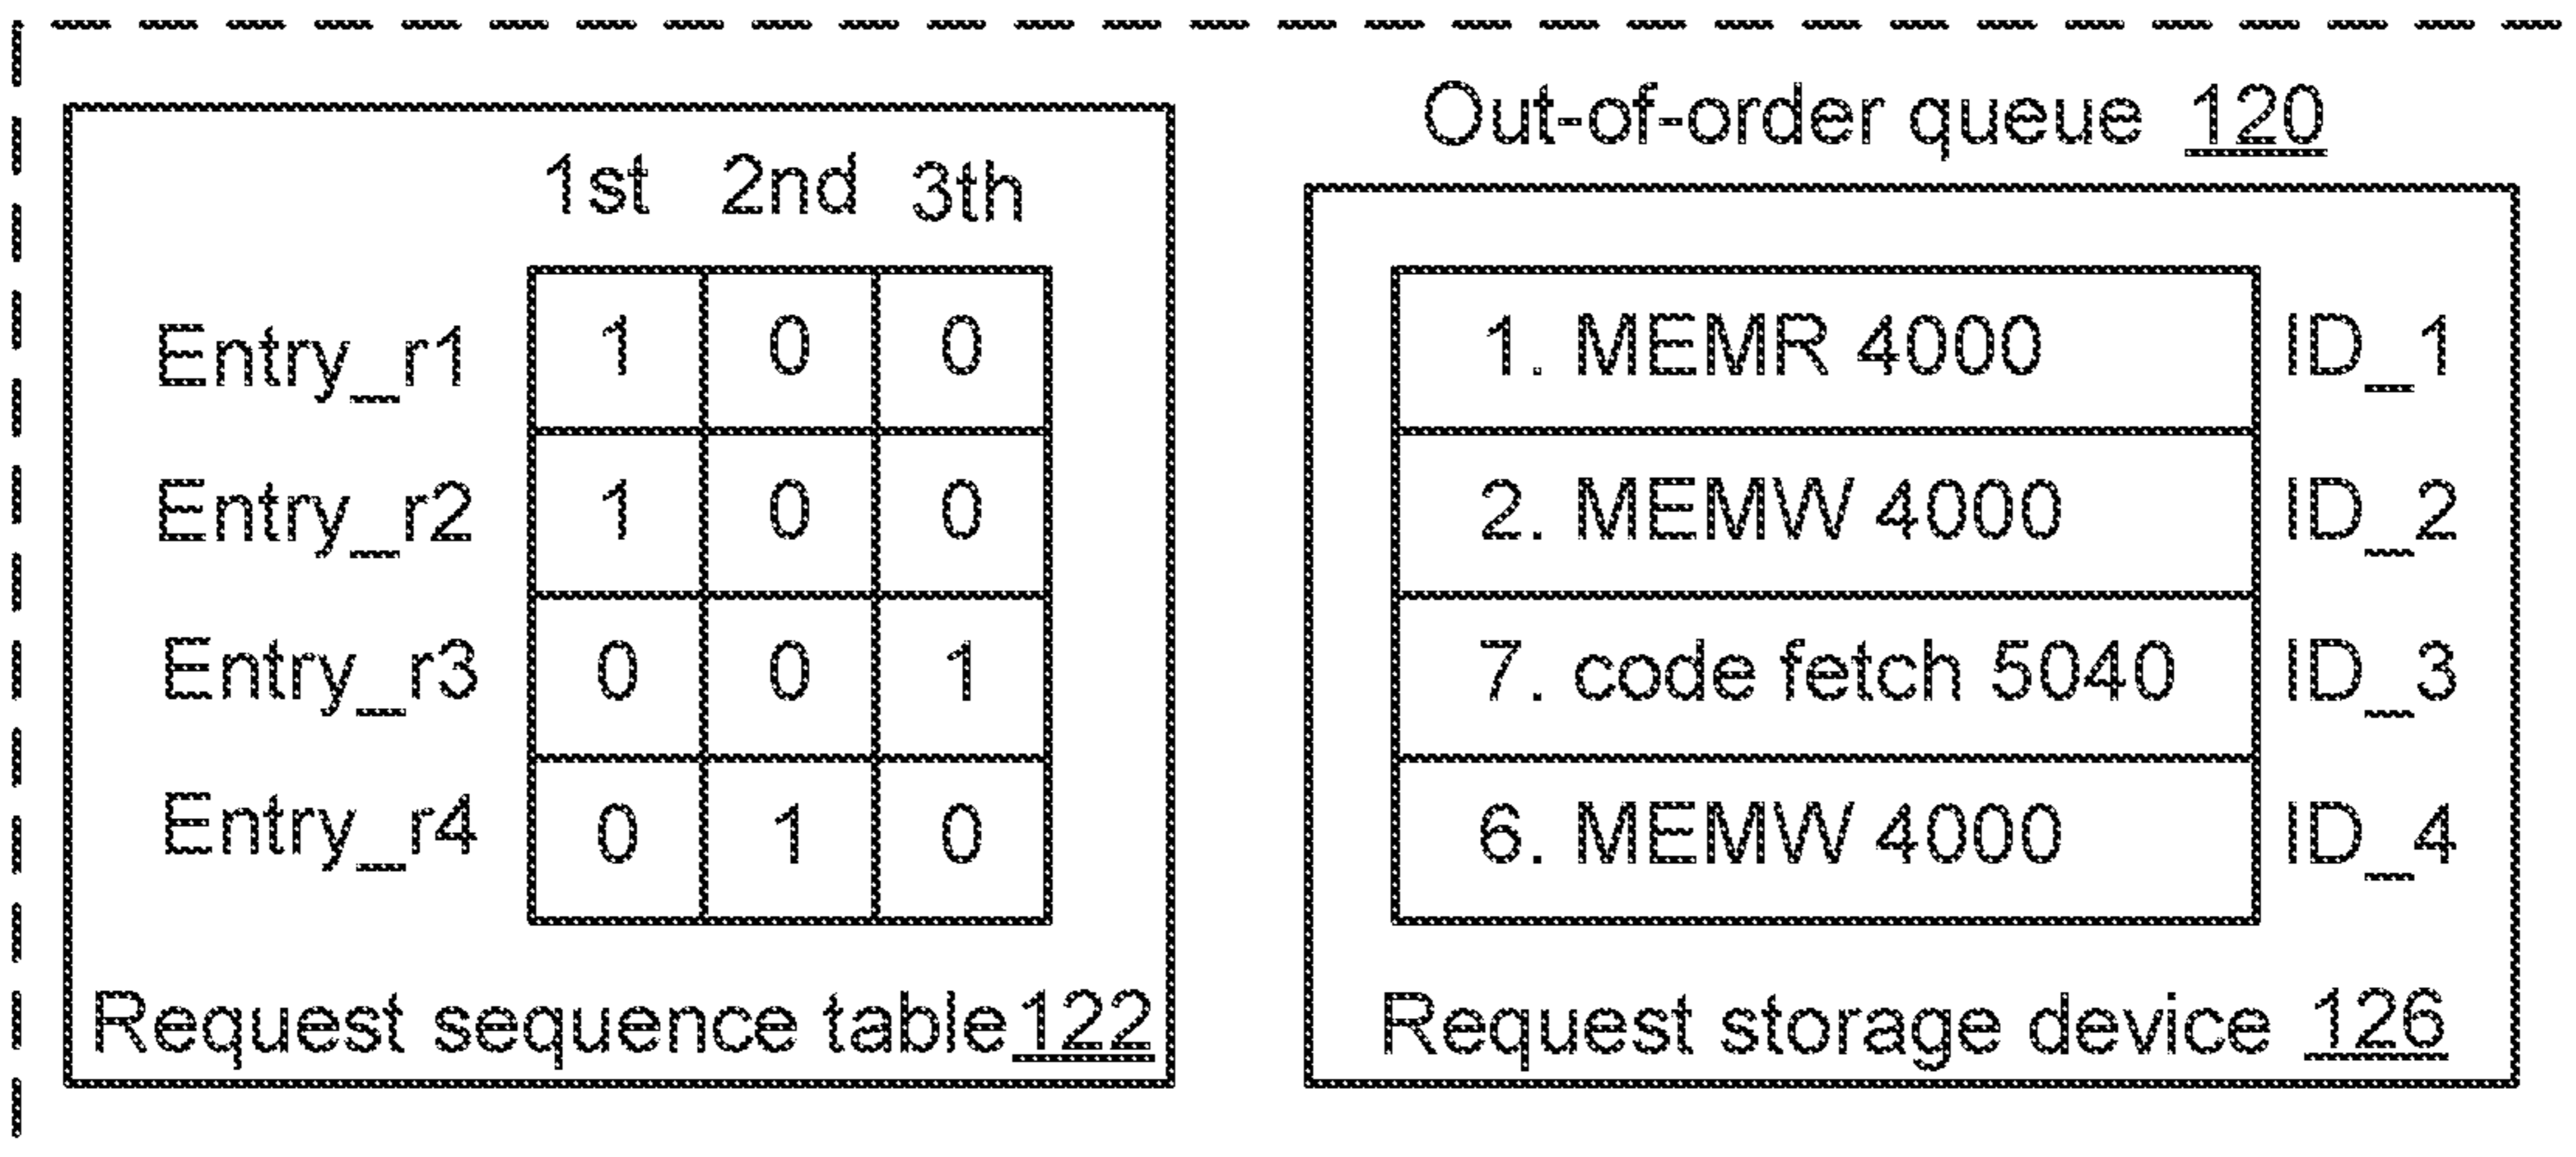 Out-of-order queue 120
1st 2nd 3th
Entry_r1 1 0 0
Entry_r2 1 0 0
Entry_r3 0 0 1
Entry_r4 0 1 0
Request sequence table 122
1. MEMR 4000 ID_1
2. MEMW 4000 ID_2
7. code fetch 5040 ID_3
6. MEMW 4000 ID_4
Request storage device 126